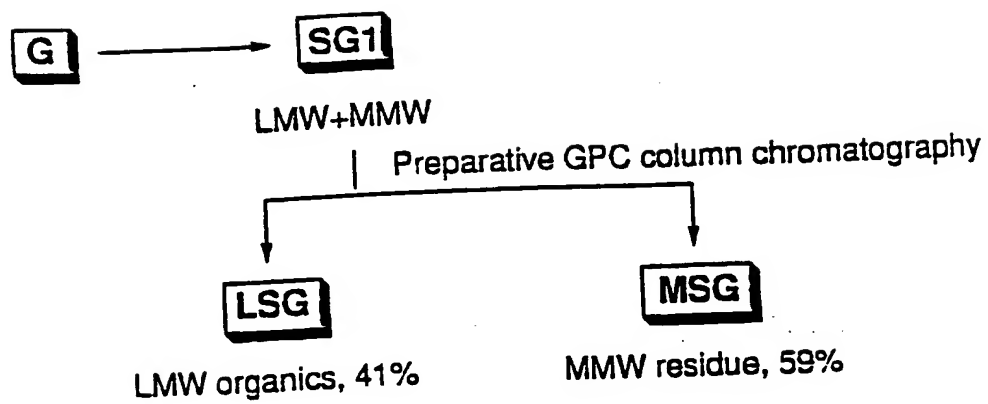 G
SG1
LMW+MMW
Preparative GPC column chromatography
LSG
MSG
LMW organics, 41%
MMW residue, 59%